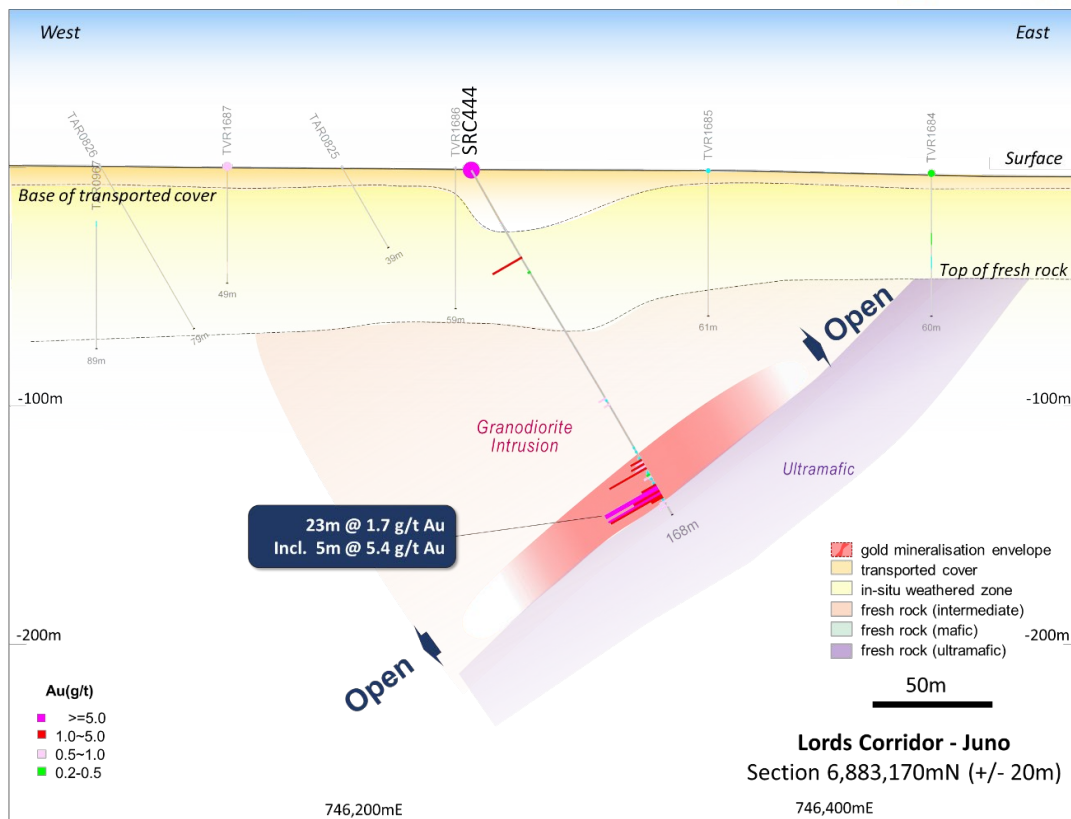 West
East
TAR0826
TAR0967
TVR1687
TAR0825
TVR1686
SRC444
TVR1685
TVR1684
Surface
Base of transported cover
Top of fresh rock
39m
49m
59m
61m
60m
79m
89m
Open
-100m
-100m
Granodiorite
Intrusion
Ultramafic
23m @ 1.7 g/t Au
Incl. 5m @ 5.4 g/t Au
168m
gold mineralisation envelope
transported cover
in-situ weathered zone
fresh rock (intermediate)
fresh rock (mafic)
fresh rock (ultramafic)
-200m
-200m
Open
50m
Au(g/t)
>=5.0
1.0~5.0
0.5~1.0
0.2-0.5
Lords Corridor - Juno
Section 6,883,170mN (+/- 20m)
746,200mE
746,400mE